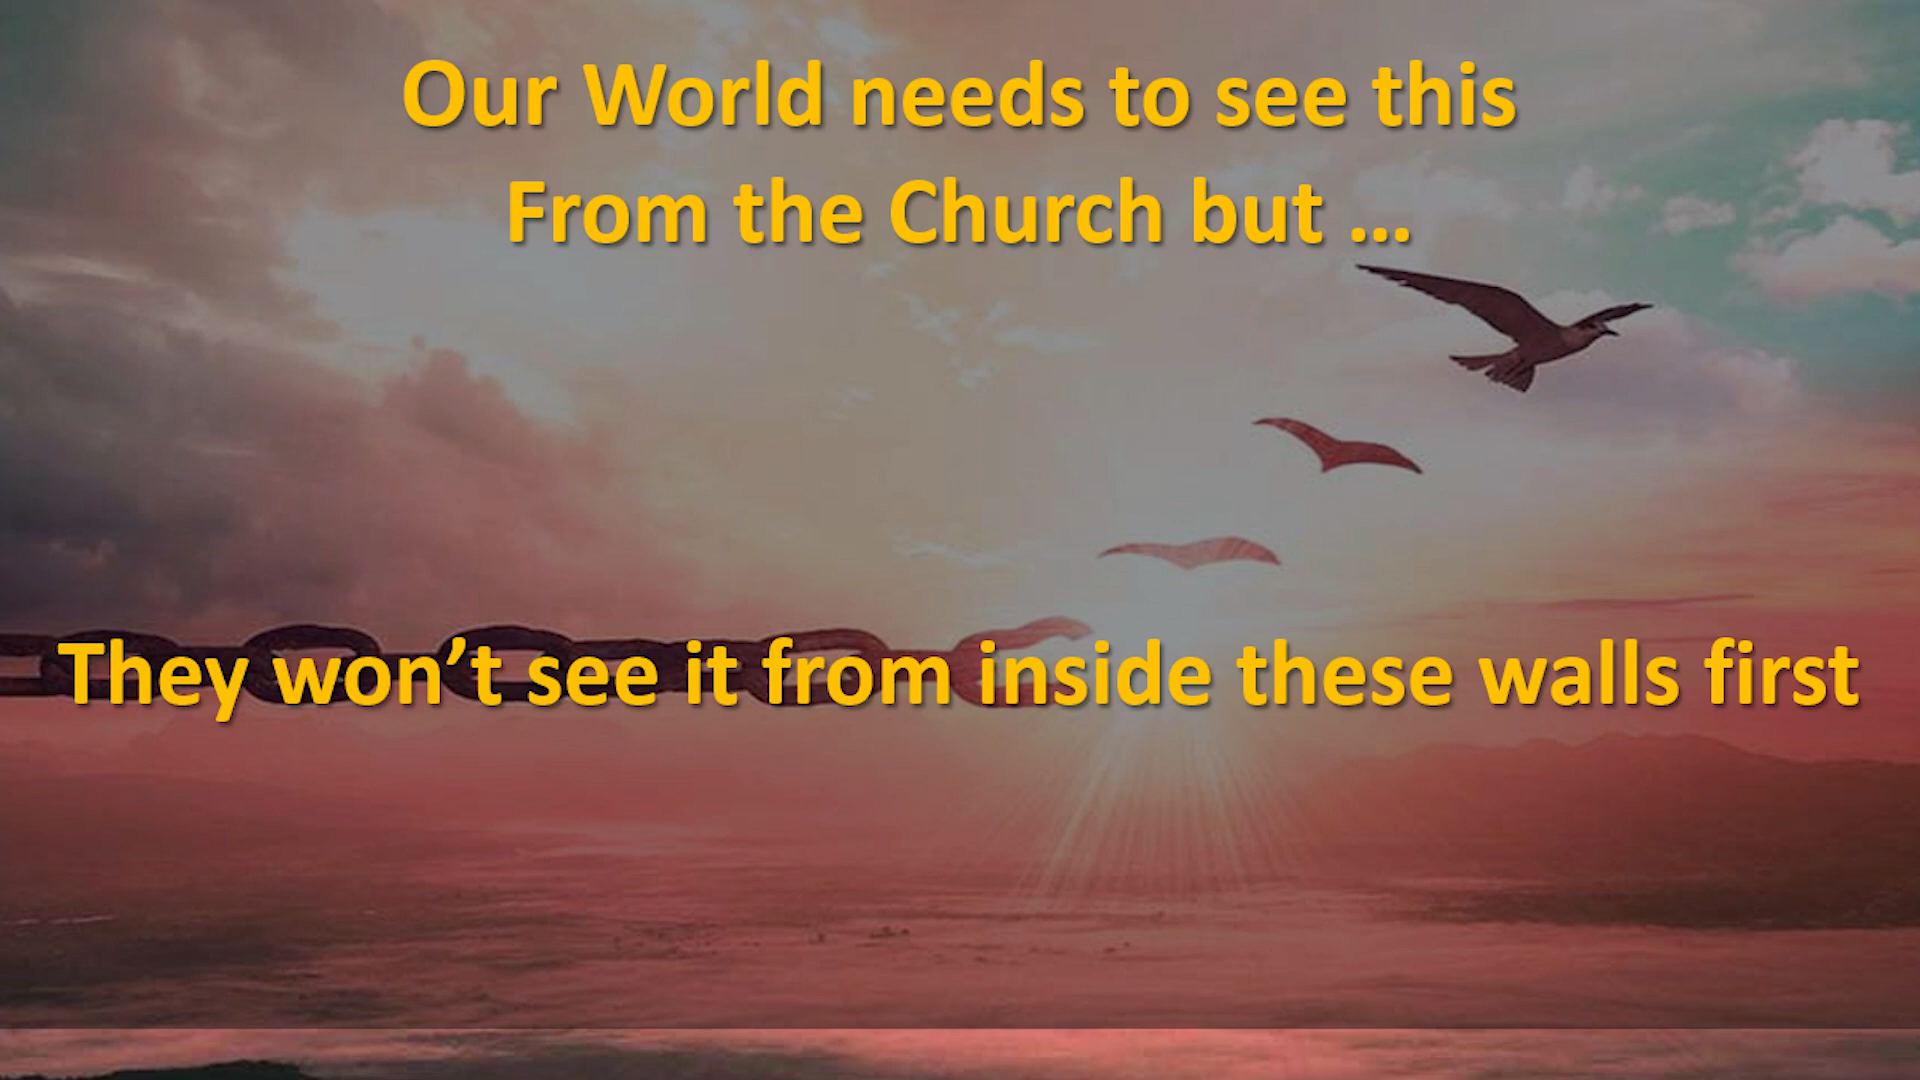 Our World needs to see this
From the Church but ...
They won’t see it from inside these walls first